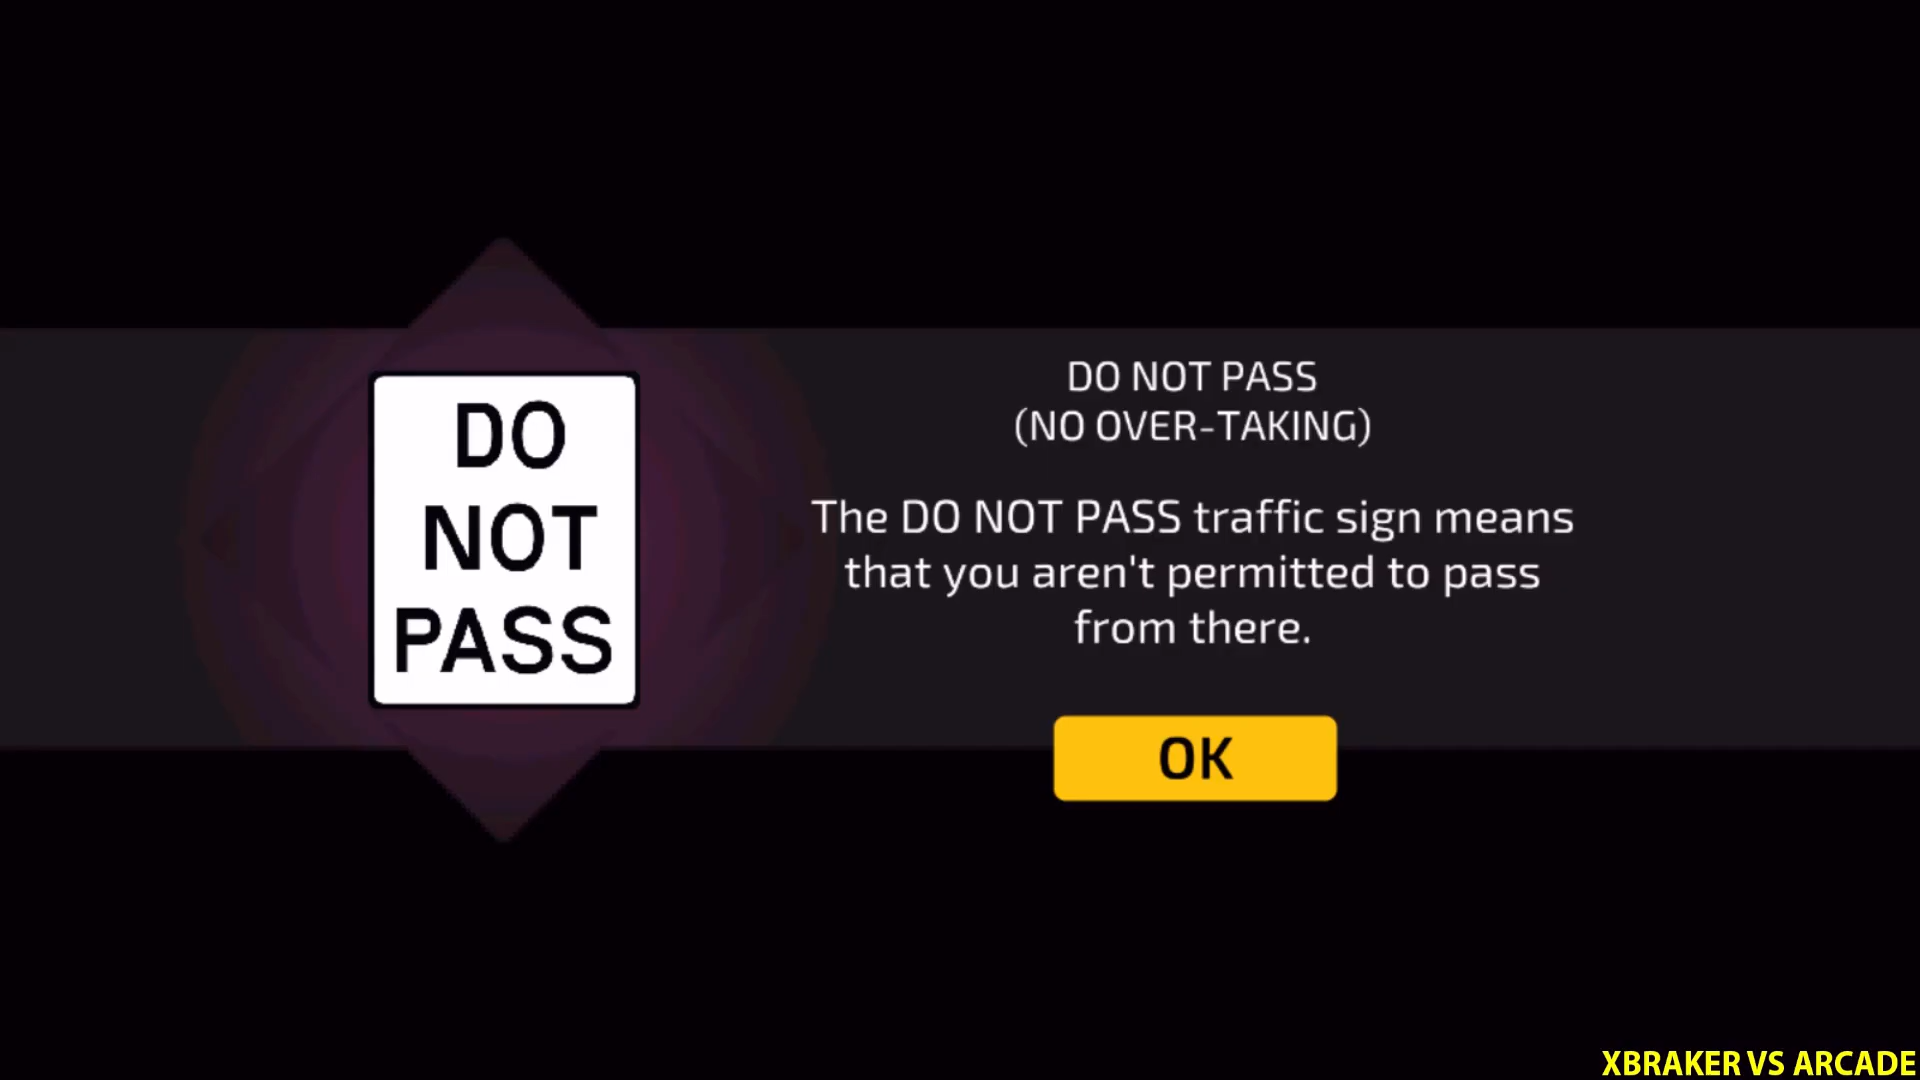 DO
NOT
PASS
DO NOT PASS
(NO OVER-TAKING)
The DO NOT PASS traffic sign means
that you aren't permitted to pass
from there.
OK
XBRAKER VS ARCADE